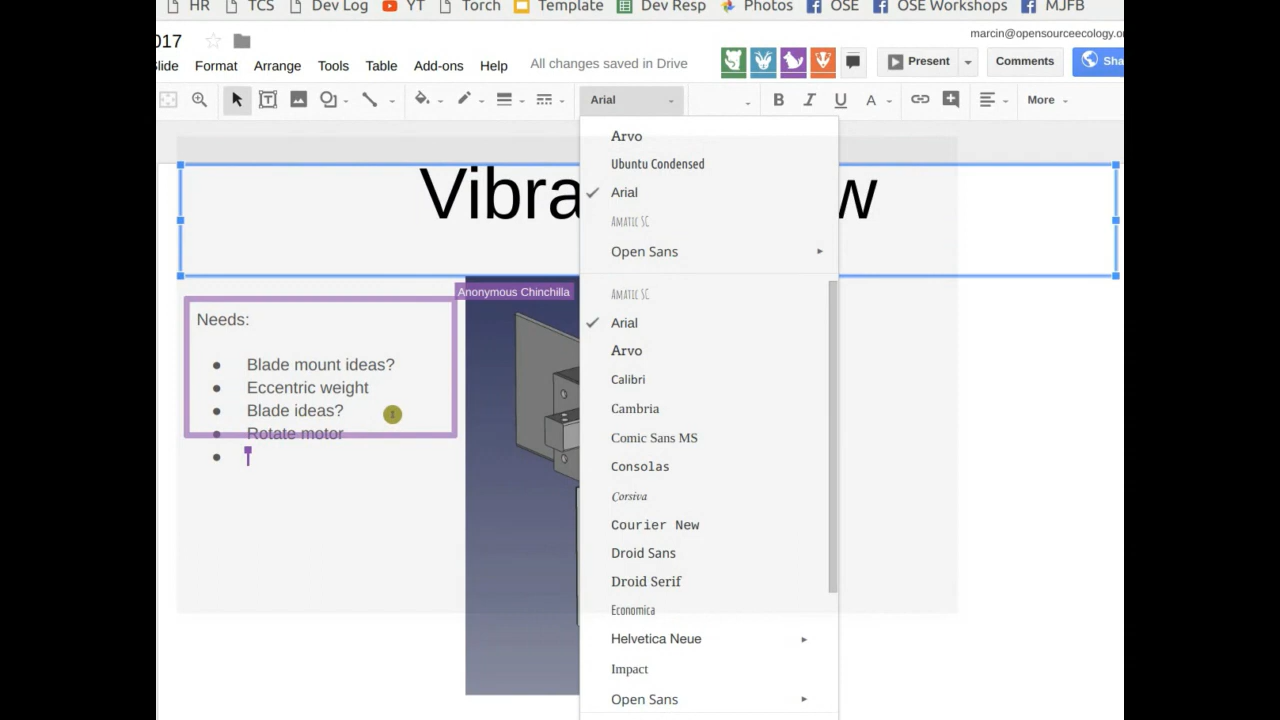 HR TCS Dev Log YT Torch Template Dev Resp Photos OSE OSE Workshops MJFB
017
marcin@opensourceecology.or
lide Format Arrange Tools Table Add-ons Help All changes saved in Drive Present Comments Sha
Arial B I U A More
Vibra w
Arvo
Ubuntu Condensed
Arial
Amatic SC
Open Sans
Amatic SC
Arial
Arvo
Calibri
Cambria
Comic Sans MS
Consolas
Corsiva
Courier New
Droid Sans
Droid Serif
Economica
Helvetica Neue
Impact
Open Sans
Anonymous Chinchilla
Needs:
Blade mount ideas?
Eccentric weight
Blade ideas?
Rotate motor